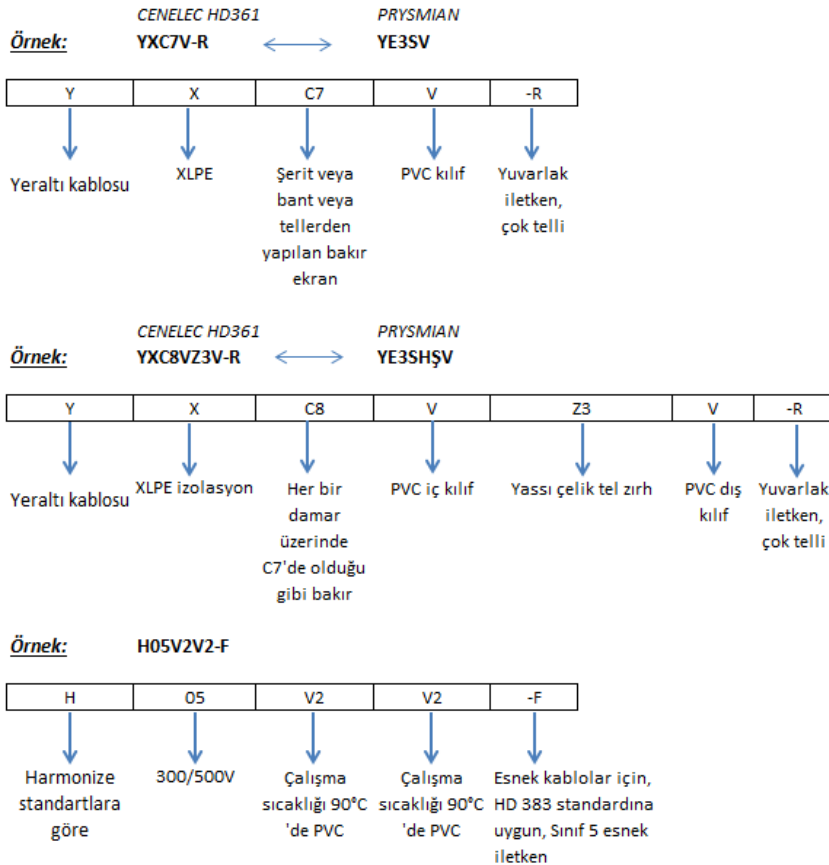 CENELEC HD361 PRYSMIAN
Örnek: YXC7V-R YE3SV
Y X C7 V -R
Yeraltı kablosu
XLPE
Şerit veya
bant veya
tellerden
yapılan bakır
ekran
PVC kılıf
Yuvarlak
iletken,
çok telli
CENELEC HD361 PRYSMIAN
Örnek: YXC8VZ3V-R YE3SHŞV
Y X C8 V Z3 V -R
Yeraltı kablosu
XLPE izolasyon
Her bir
damar
üzerinde
C7'de olduğu
gibi bakır
PVC iç kılıf
Yassı çelik tel zırh
PVC dış
kılıf
Yuvarlak
iletken,
çok telli
Örnek: H05V2V2-F
H 05 V2 V2 -F
Harmonize
standartlara
göre
300/500V
Çalışma
sıcaklığı 90°C
'de PVC
Çalışma
sıcaklığı 90°C
'de PVC
Esnek kablolar için,
HD 383 standardına
uygun, Sınıf 5 esnek
iletken